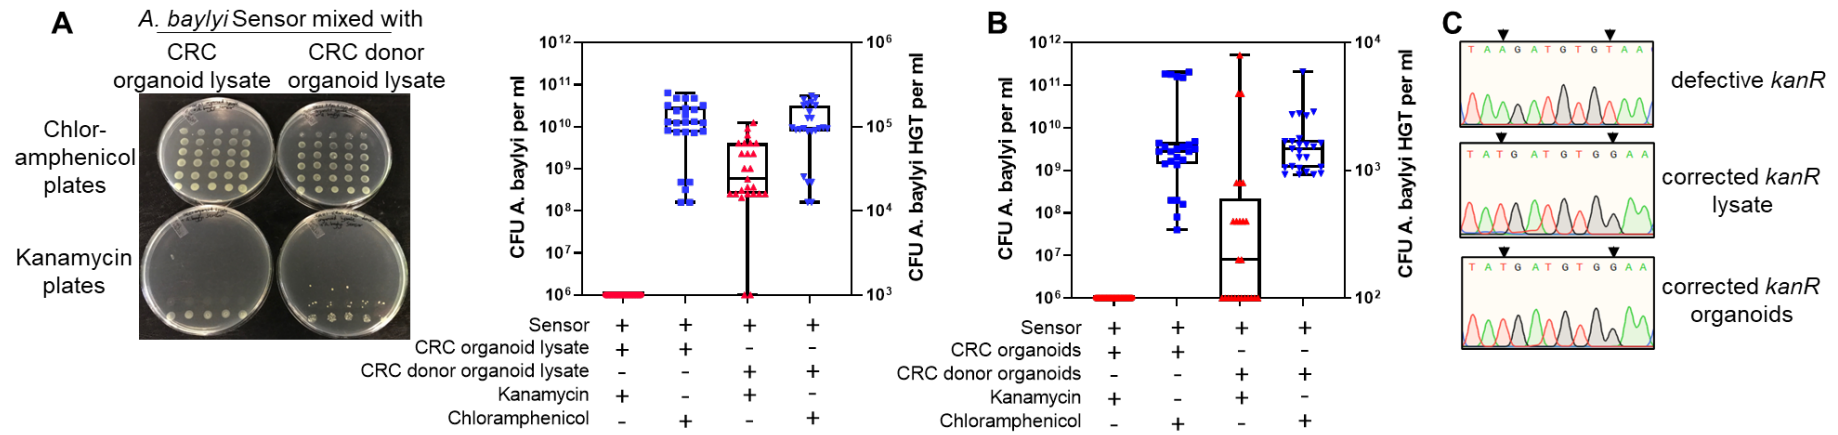 A
A. baylyi Sensor mixed with
CRC
organoid lysate
CRC donor
organoid lysate
Chlor-
amphenicol
plates
Kanamycin
plates
CFU A. baylyi per ml
10¹²
10¹¹
10¹⁰
10⁹
10⁸
10⁷
10⁶
10⁶
10⁵
10⁴
10³
CFU A. baylyi HGT per ml
Sensor + + + +
CRC organoid lysate + + - -
CRC donor organoid lysate - - + +
Kanamycin + - + -
Chloramphenicol - + - +
B
CFU A. baylyi per ml
10¹²
10¹¹
10¹⁰
10⁹
10⁸
10⁷
10⁶
10⁴
10³
10²
CFU A. baylyi HGT per ml
Sensor + + + +
CRC organoids + + - -
CRC donor organoids - - + +
Kanamycin + - + -
Chloramphenicol - + - +
C
T A A G A T G T G T A A
defective kanR
T A T G A T G T G G A A
corrected kanR
lysate
T A T G A T G T G G A A
corrected kanR
organoids